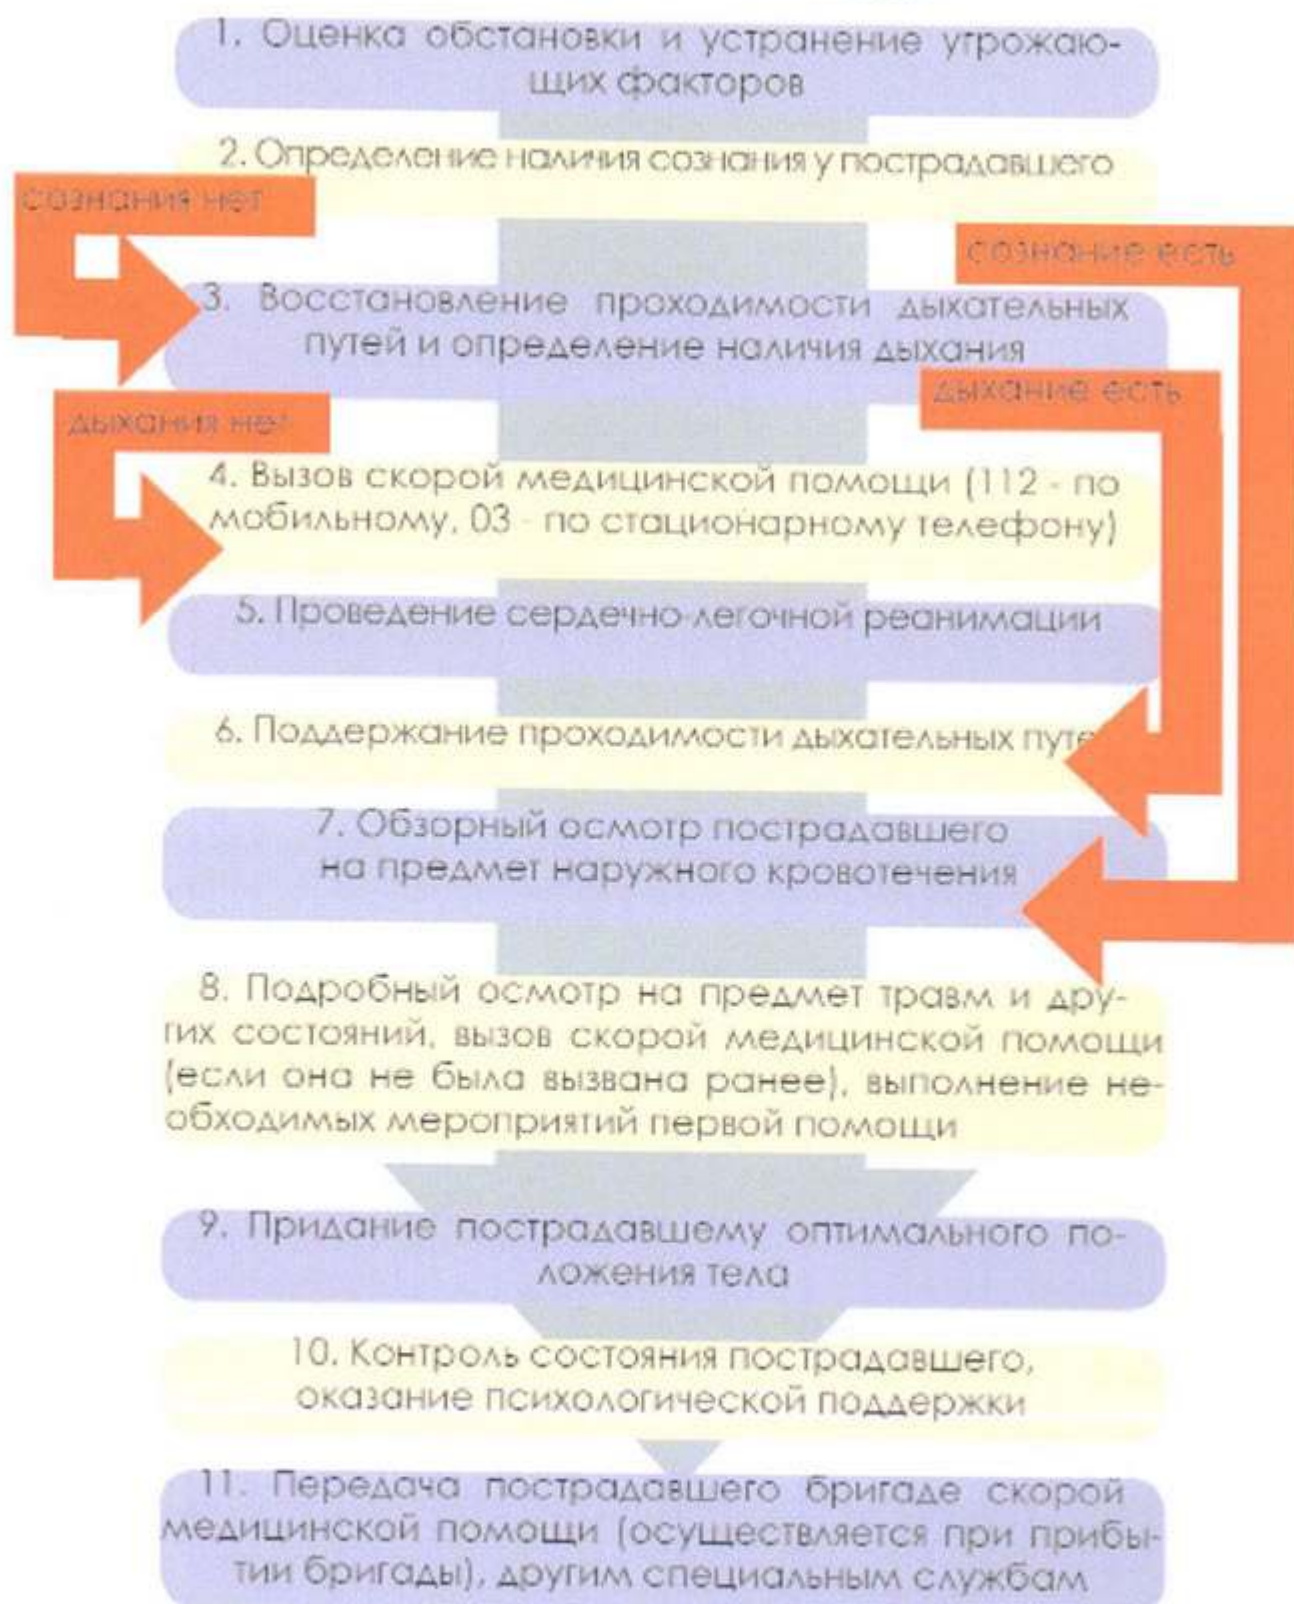 1. Оценка обстановки и устранение угрожаю-
щих факторов
2. Определение наличия сознания у пострадавшего
сознания нет
сознание есть
3. Восстановление проходимости дыхательных
путей и определение наличия дыхания
дыхание есть
дыхания нет
4. Вызов скорой медицинской помощи (112 - по
мобильному, 03 - по стационарному телефону)
5. Проведение сердечно-легочной реанимации
6. Поддержание проходимости дыхательных путе
7. Обзорный осмотр пострадавшего
на предмет наружного кровотечения
8. Подробный осмотр на предмет травм и дру-
гих состояний, вызов скорой медицинской помощи
(если она не была вызвана ранее), выполнение не-
обходимых мероприятий первой помощи
9. Придание пострадавшему оптимального по-
ложения тела
10. Контроль состояния пострадавшего,
оказание психологической поддержки
11. Передача пострадавшего бригаде скорой
медицинской помощи (осуществляется при прибы-
тии бригады), другим специальным службам